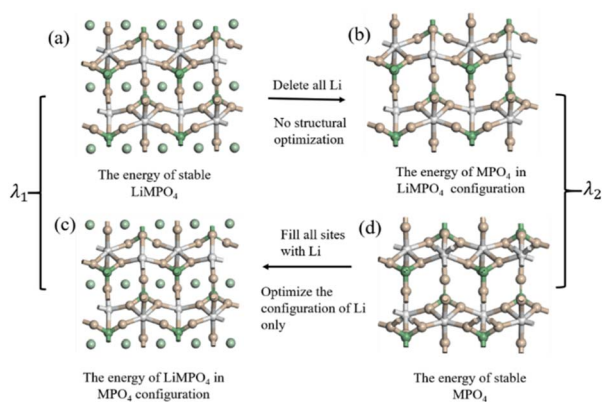 (a)
(b)
Delete all Li
No structural
optimization
The energy of stable
LiMPO₄
The energy of MPO₄ in
LiMPO₄ configuration
λ₁
λ₂
(c)
(d)
Fill all sites
with Li
Optimize the
configuration of Li
only
The energy of LiMPO₄ in
MPO₄ configuration
The energy of stable
MPO₄